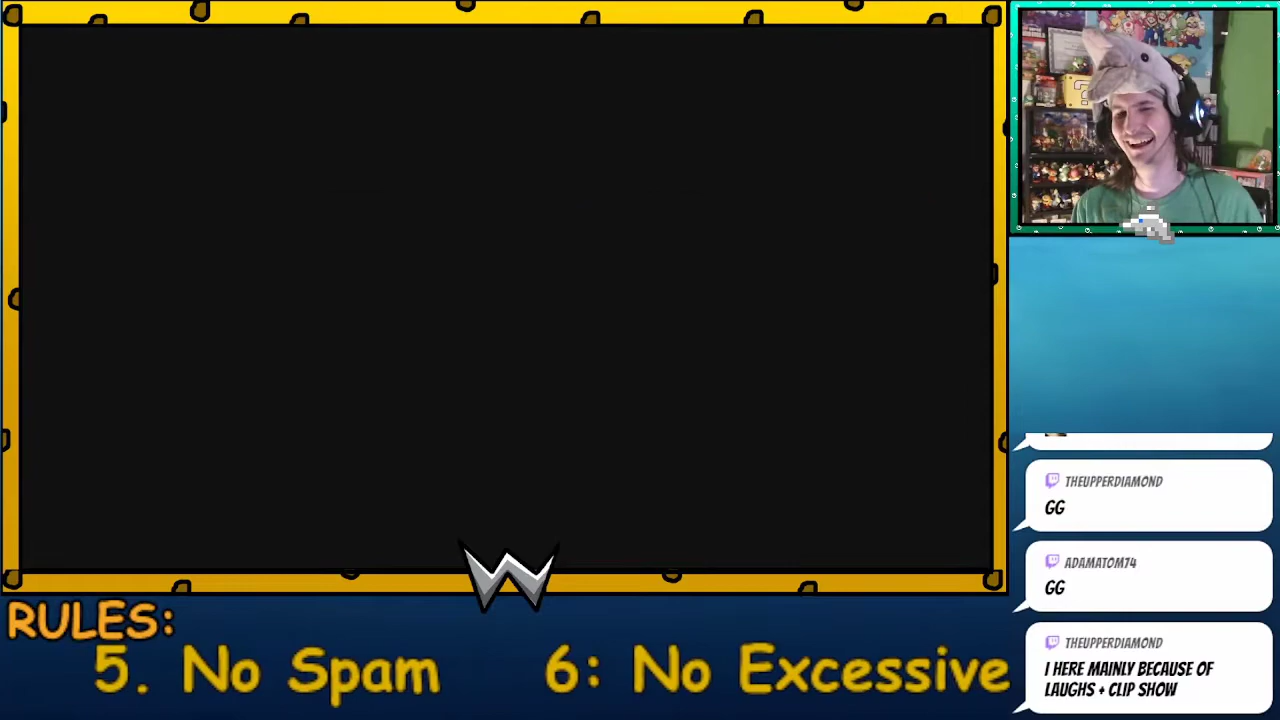 THEUPPERDIAMOND
GG
ADAMATOM74
GG
THEUPPERDIAMOND
I HERE MAINLY BECAUSE OF
LAUGHS + CLIP SHOW
W
RULES:
5. No Spam 6: No Excessive